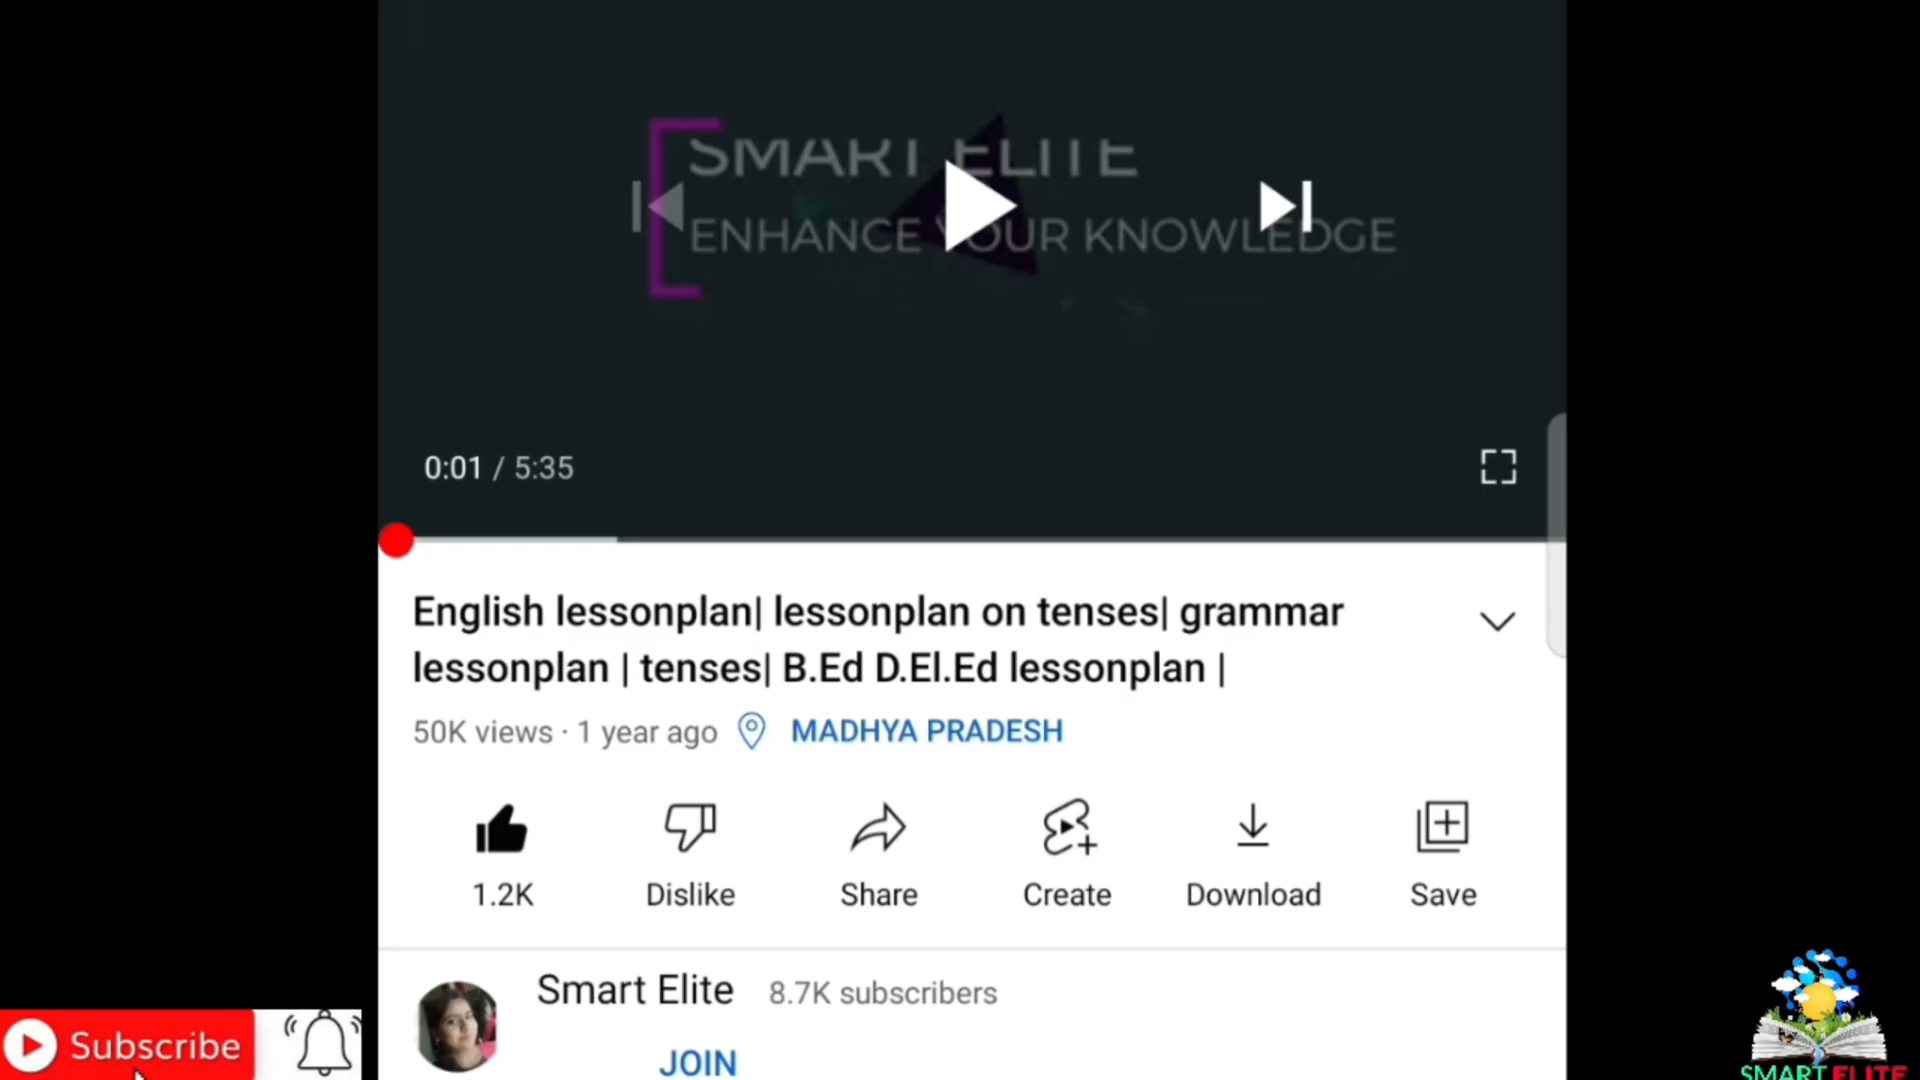 SMART ELITE
ENHANCE YOUR KNOWLEDGE
0:01 / 5:35
English lessonplan| lessonplan on tenses| grammar
lessonplan | tenses| B.Ed D.El.Ed lessonplan |
50K views · 1 year ago MADHYA PRADESH
1.2K Dislike Share Create Download Save
Smart Elite 8.7K subscribers
JOIN
Subscribe
SMART ELITE